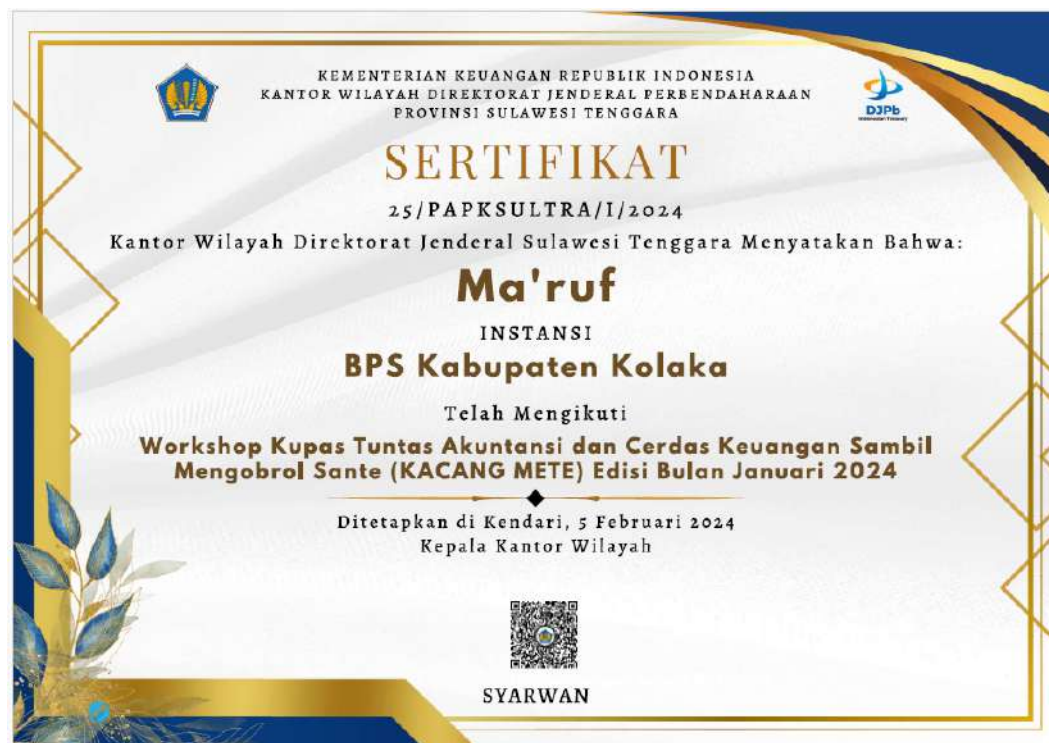 KEMENTERIAN KEUANGAN REPUBLIK INDONESIA
KANTOR WILAYAH DIREKTORAT JENDERAL PERBENDAHARAAN
PROVINSI SULAWESI TENGGARA
DJPb
Indonesian Treasury
SERTIFIKAT
25/PAPKSULTRA/I/2024
Kantor Wilayah Direktorat Jenderal Sulawesi Tenggara Menyatakan Bahwa:
Ma'ruf
INSTANSI
BPS Kabupaten Kolaka
Telah Mengikuti
Workshop Kupas Tuntas Akuntansi dan Cerdas Keuangan Sambil
Mengobrol Sante (KACANG METE) Edisi Bulan Januari 2024
Ditetapkan di Kendari, 5 Februari 2024
Kepala Kantor Wilayah
SYARWAN